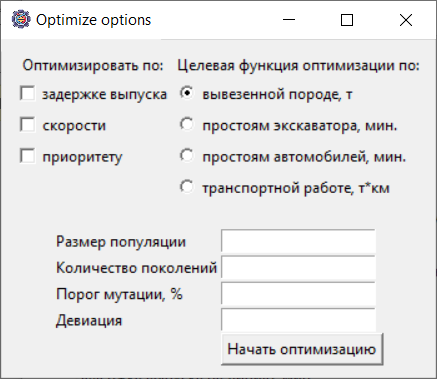 Optimize options
Оптимизировать по: Целевая функция оптимизации по:
задержке выпуска вывезенной породе, т
скорости простоям экскаватора, мин.
приоритету простоям автомобилей, мин.
транспортной работе, т*км
Размер популяции
Количество поколений
Порог мутации, %
Девиация
Начать оптимизацию